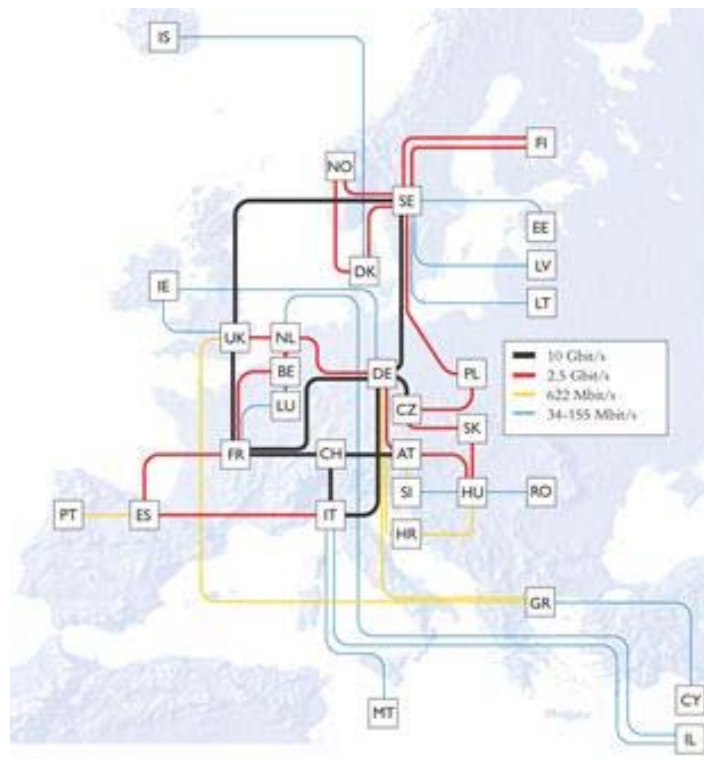 IS
FI
NO
SE
EE
DK
LV
IE
LT
UK
NL
10 Gbit/s
BE
DE
PL
2.5 Gbit/s
LU
CZ
622 Mbit/s
SK
34-155 Mbit/s
FR
CH
AT
SI
HU
RO
PT
ES
IT
HR
GR
CY
MT
IL